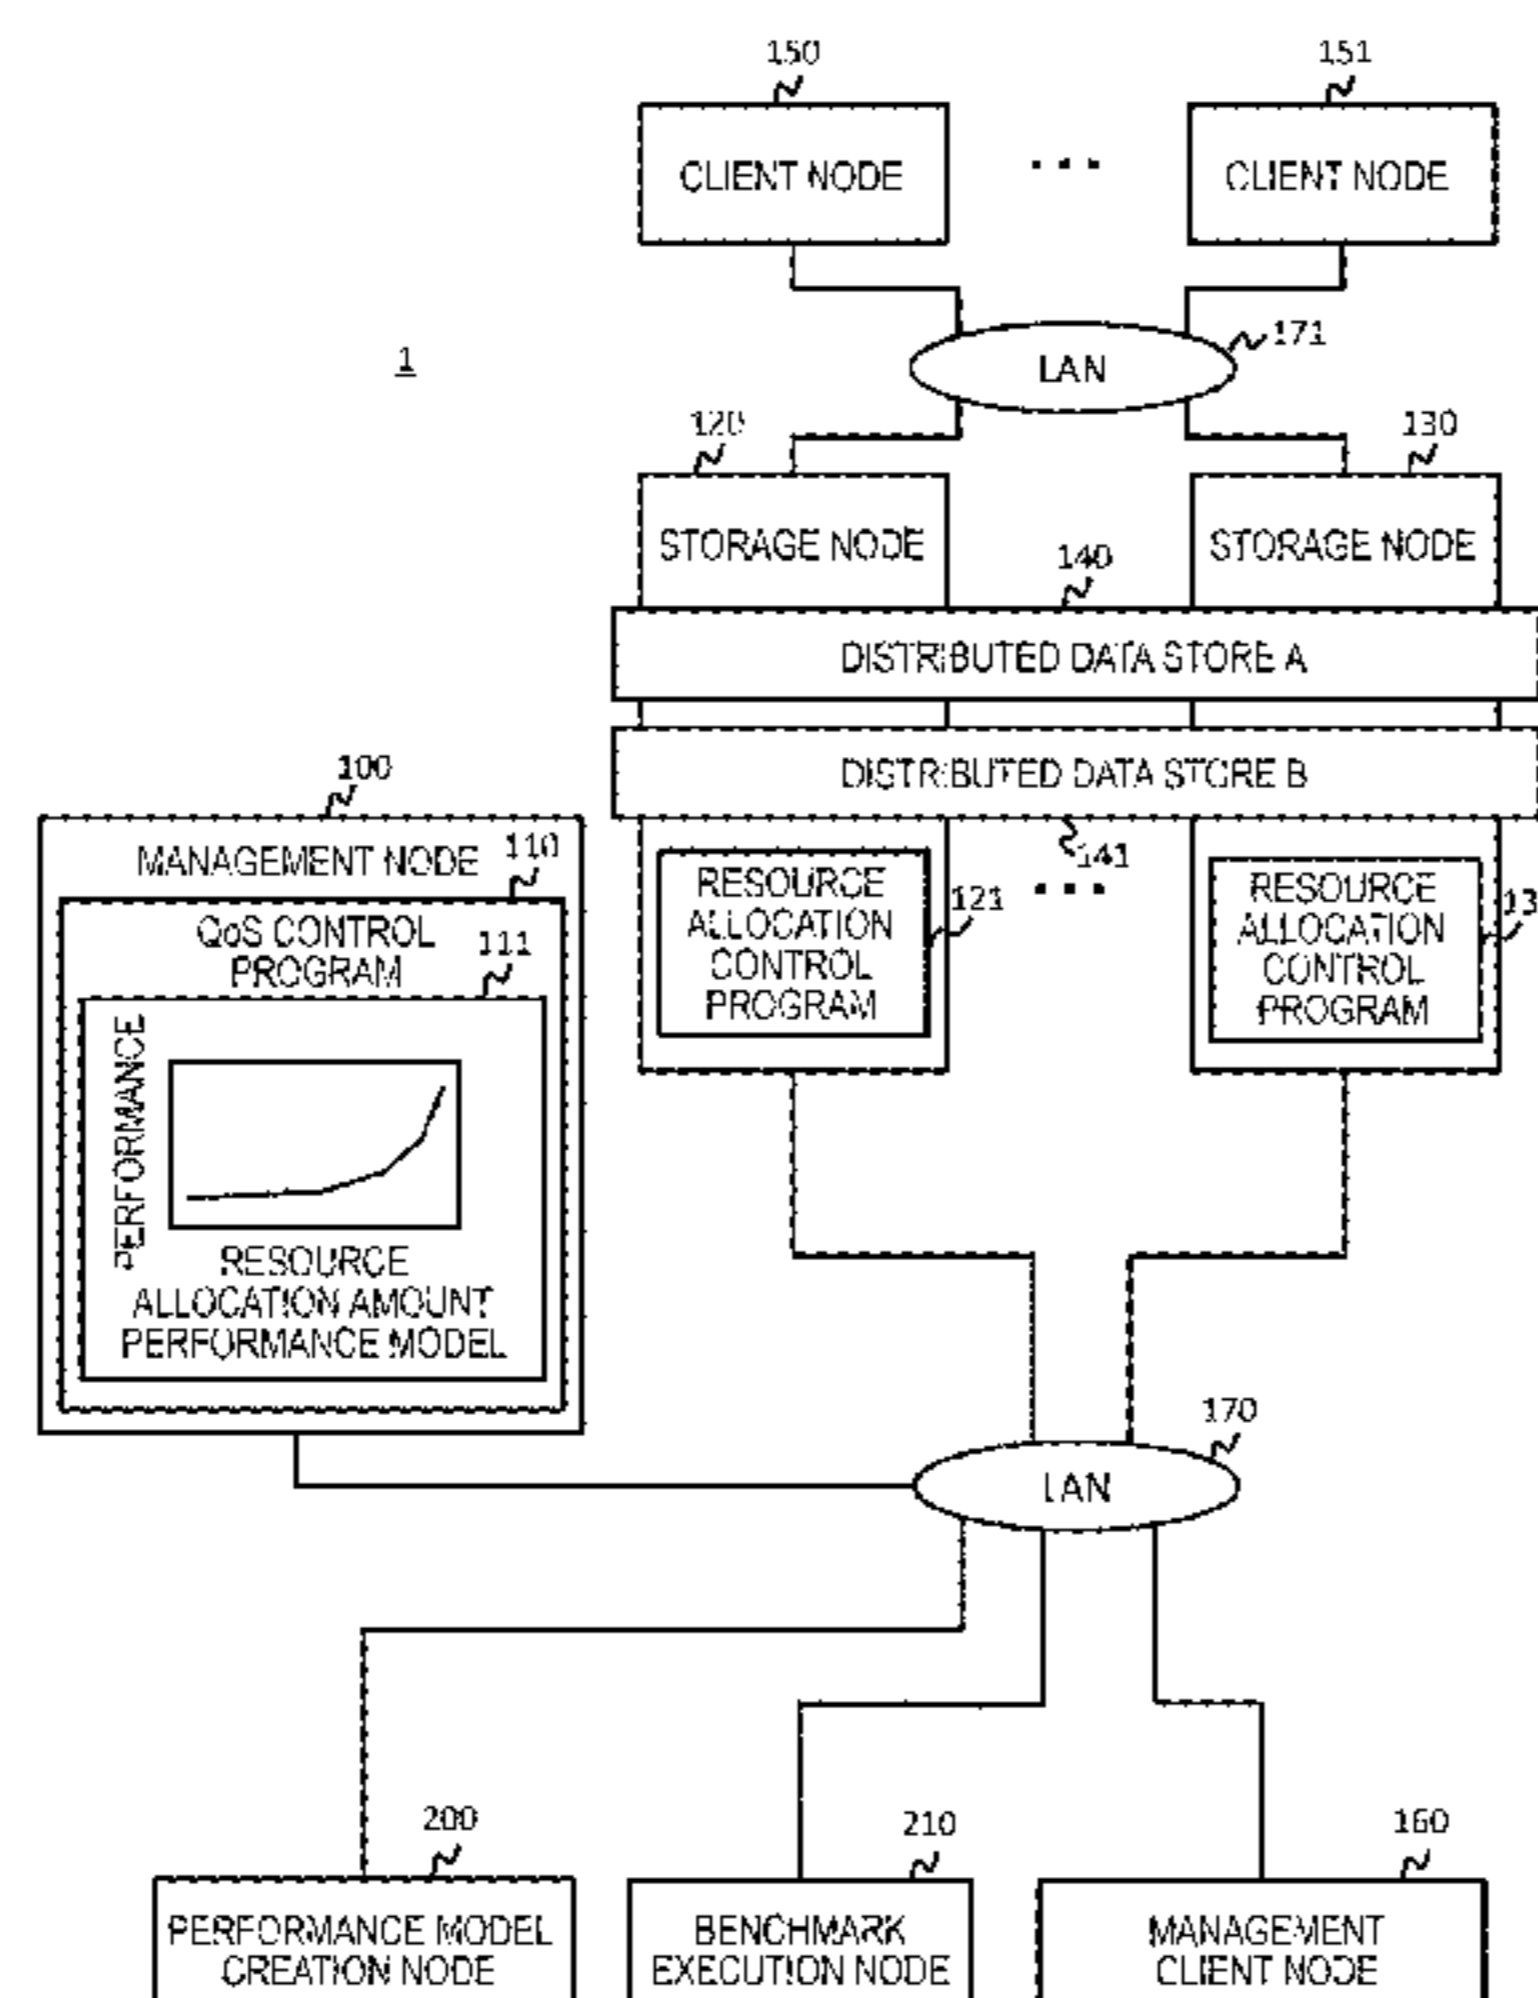 150
151
CLIENT NODE
CLIENT NODE
171
LAN
1
120
130
STORAGE NODE
STORAGE NODE
140
DISTRIBUTED DATA STORE A
DISTRIBUTED DATA STORE B
141
100
MANAGEMENT NODE
110
QoS CONTROL
PROGRAM
111
PERFORMANCE
RESOURCE
ALLOCATION AMOUNT
PERFORMANCE MODEL
RESOURCE
ALLOCATION
CONTROL
PROGRAM
121
RESOURCE
ALLOCATION
CONTROL
PROGRAM
13
170
LAN
200
210
160
PERFORMANCE MODEL
CREATION NODE
BENCHMARK
EXECUTION NODE
MANAGEMENT
CLIENT NODE